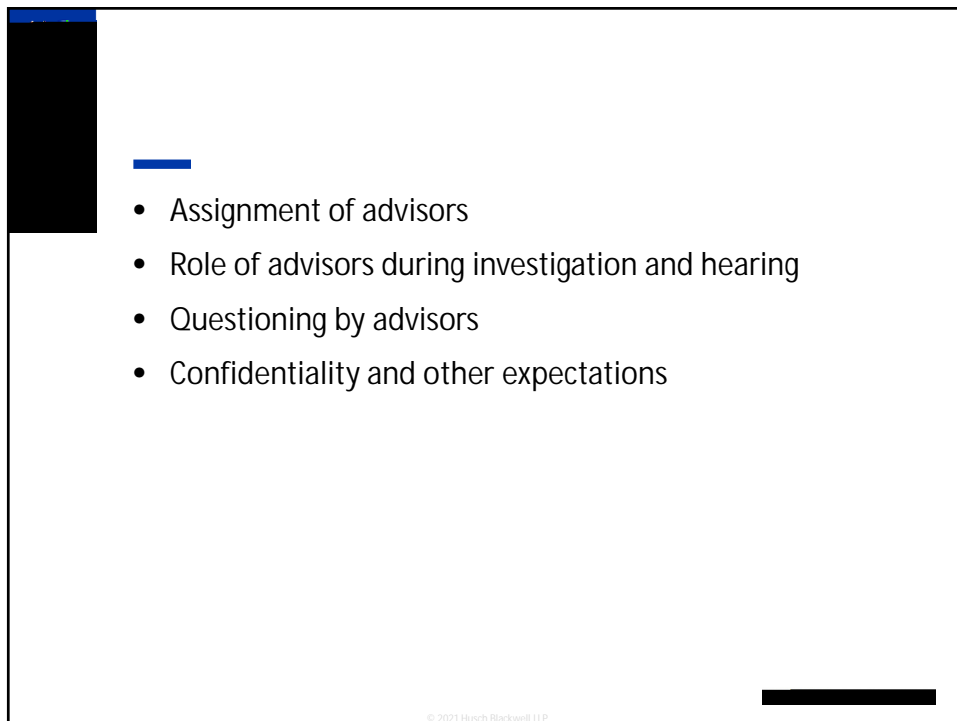 • Assignment of advisors
• Role of advisors during investigation and hearing
• Questioning by advisors
• Confidentiality and other expectations
© 2021 Husch Blackwell LLP